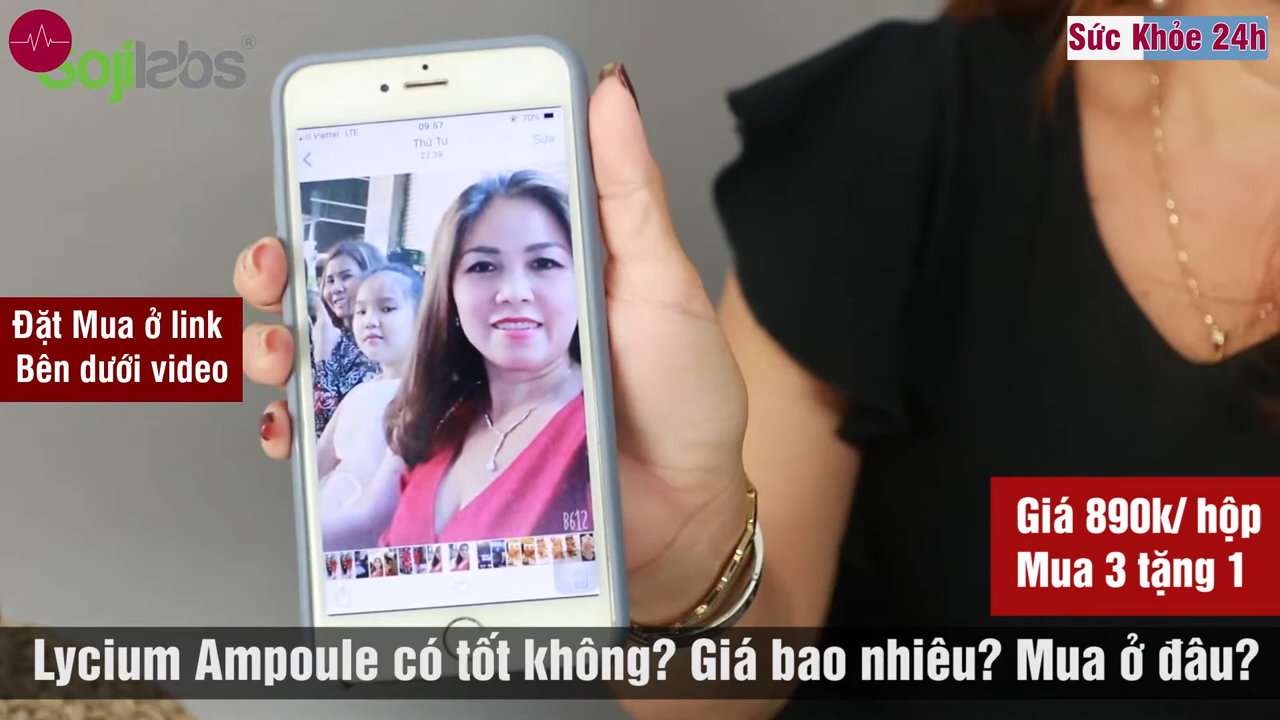 Gojilabs®
Sức Khỏe 24h
Viettel LTE
09 57
70%
Thứ Tư
22:39
Sửa
Đặt Mua ở link
Bên dưới video
B612
Giá 890k/ hộp
Mua 3 tặng 1
Lycium Ampoule có tốt không? Giá bao nhiêu? Mua ở đâu?